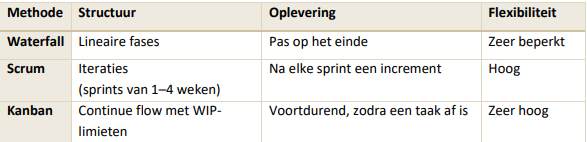 Methode Structuur Oplevering Flexibiliteit
Waterfall Lineaire fases Pas op het einde Zeer beperkt
Scrum Iteraties Na elke sprint een increment Hoog
(sprints van 1–4 weken)
Kanban Continue flow met WIP- Voortdurend, zodra een taak af is Zeer hoog
limieten